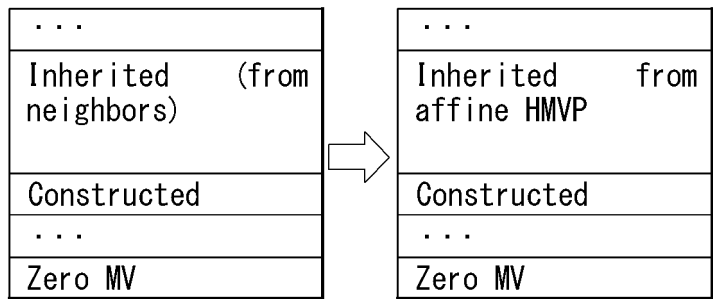 ...
Inherited (from
neighbors)
Constructed
...
Zero MV
...
Inherited from
affine HMVP
Constructed
...
Zero MV